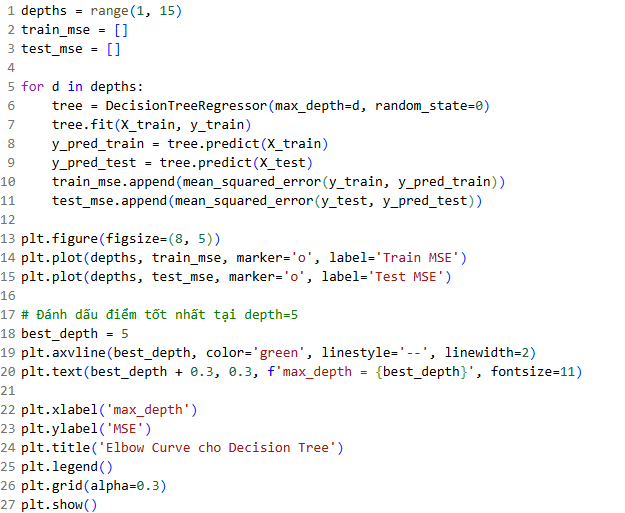 1 depths = range(1, 15)
2 train_mse = []
3 test_mse = []
4
5 for d in depths:
6     tree = DecisionTreeRegressor(max_depth=d, random_state=0)
7     tree.fit(X_train, y_train)
8     y_pred_train = tree.predict(X_train)
9     y_pred_test = tree.predict(X_test)
10     train_mse.append(mean_squared_error(y_train, y_pred_train))
11     test_mse.append(mean_squared_error(y_test, y_pred_test))
12
13 plt.figure(figsize=(8, 5))
14 plt.plot(depths, train_mse, marker='o', label='Train MSE')
15 plt.plot(depths, test_mse, marker='o', label='Test MSE')
16
17 # Đánh dấu điểm tốt nhất tại depth=5
18 best_depth = 5
19 plt.axvline(best_depth, color='green', linestyle='--', linewidth=2)
20 plt.text(best_depth + 0.3, 0.3, f'max_depth = {best_depth}', fontsize=11)
21
22 plt.xlabel('max_depth')
23 plt.ylabel('MSE')
24 plt.title('Elbow Curve cho Decision Tree')
25 plt.legend()
26 plt.grid(alpha=0.3)
27 plt.show()